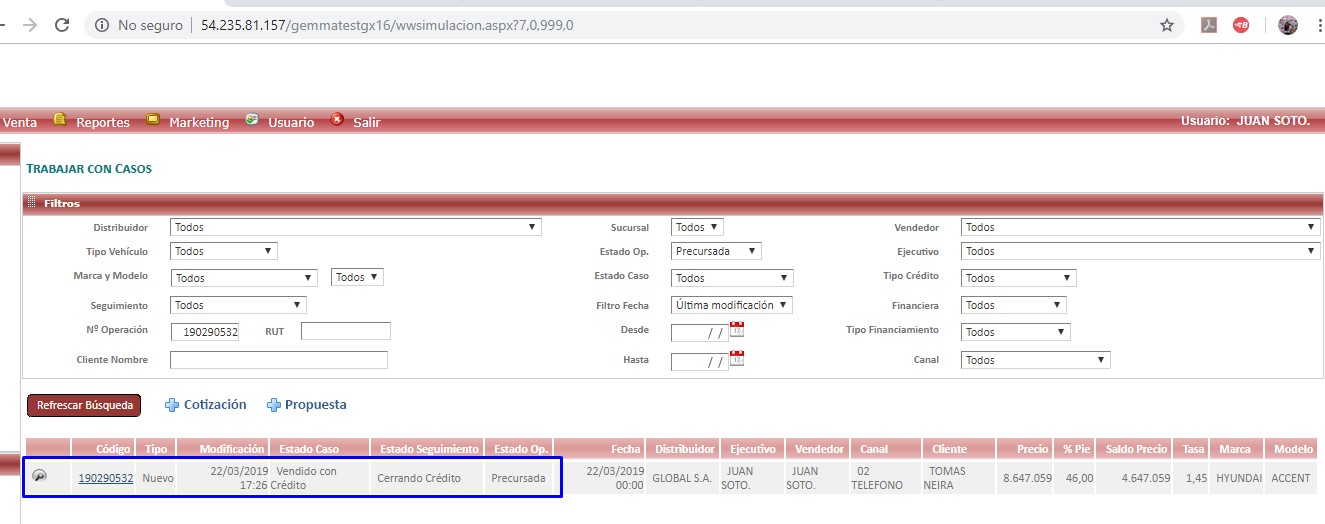 No seguro | 54.235.81.157/gemmatestgx16/wwsimulacion.aspx?7,0,999,0
Venta Reportes Marketing Usuario Salir Usuario: JUAN SOTO.
TRABAJAR CON CASOS
Filtros
Distribuidor Todos Sucursal Todos Vendedor Todos
Tipo Vehículo Todos Estado Op. Precursada Ejecutivo Todos
Marca y Modelo Todos Todos Estado Caso Todos Tipo Crédito Todos
Seguimiento Todos Filtro Fecha Última modificación Financiera Todos
Nº Operación 190290532 RUT Desde / / Tipo Financiamiento Todos
Cliente Nombre Hasta / / Canal Todos
Refrescar Búsqueda Cotización Propuesta
Código Tipo Modificación Estado Caso Estado Seguimiento Estado Op. Fecha Distribuidor Ejecutivo Vendedor Canal Cliente Precio % Pie Saldo Precio Tasa Marca Modelo
190290532 Nuevo 22/03/2019 17:26 Vendido con Crédito Cerrando Crédito Precursada 22/03/2019 00:00 GLOBAL S.A. JUAN SOTO. JUAN SOTO. 02 TELEFONO TOMAS NEIRA 8.647.059 46,00 4.647.059 1,45 HYUNDAI ACCENT